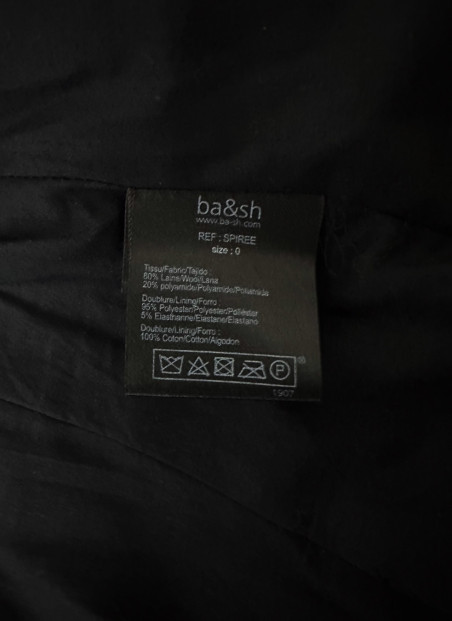 ba&sh
www.ba-sh.com
REF : SPIREE
size : 0
Tissu/Fabric/Tejido :
80% Laine/Wool/Lana
20% polyamide/Polyamide/Poliamida
Doublure/Lining/Forro :
95% Polyester/Polyester/Poliéster
5% Elasthanne/Elastane/Elastano
Doublure/Lining/Forro :
100% Coton/Cotton/Algodon
P
®
1907